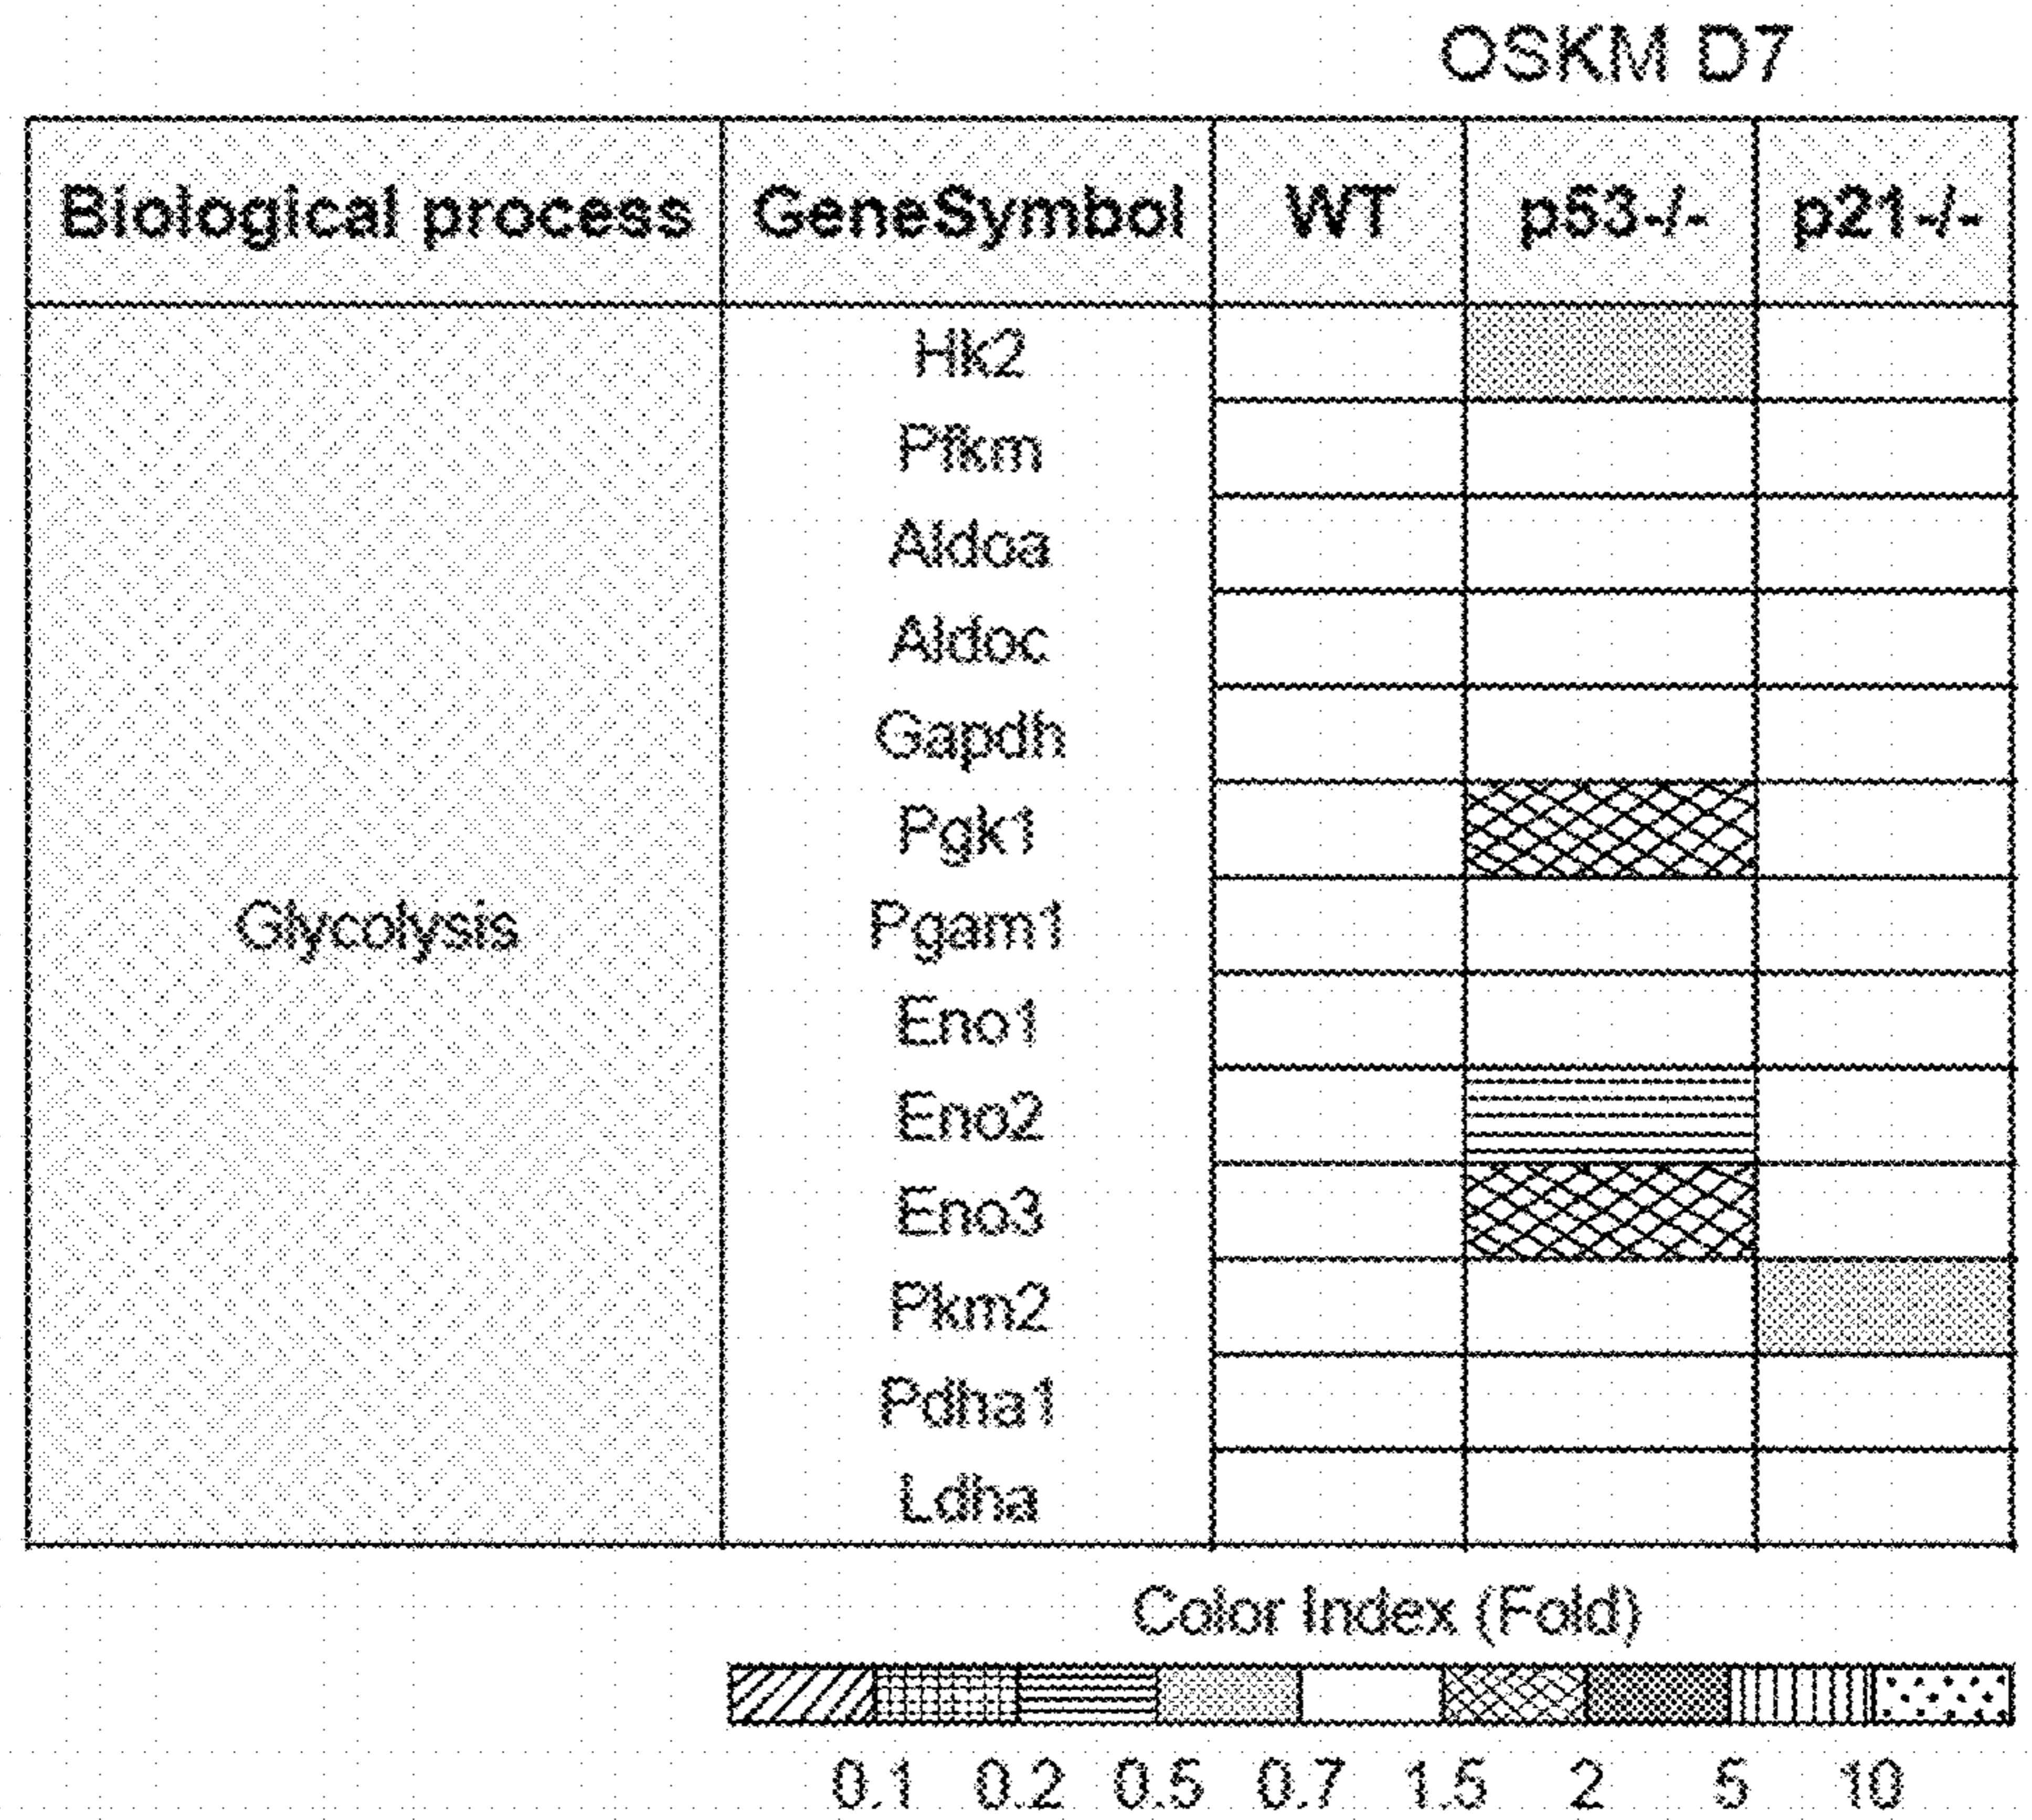 OSKM D7
Biological process GeneSymbol WT p53-/- p21-/-
Hk2
Pfkm
Aldoa
Aldoc
Gapdh
Pgk1
Glycolysis Pgam1
Eno1
Eno2
Eno3
Pkm2
Pdha1
Ldha
Color Index (Fold)
0.1 0.2 0.5 0.7 1.5 2 5 10